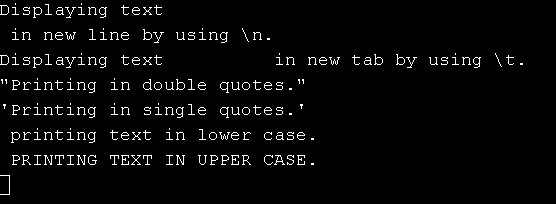 Displaying text
 in new line by using \n.
Displaying text          in new tab by using \t.
"Printing in double quotes."
'Printing in single quotes.'
 printing text in lower case.
 PRINTING TEXT IN UPPER CASE.